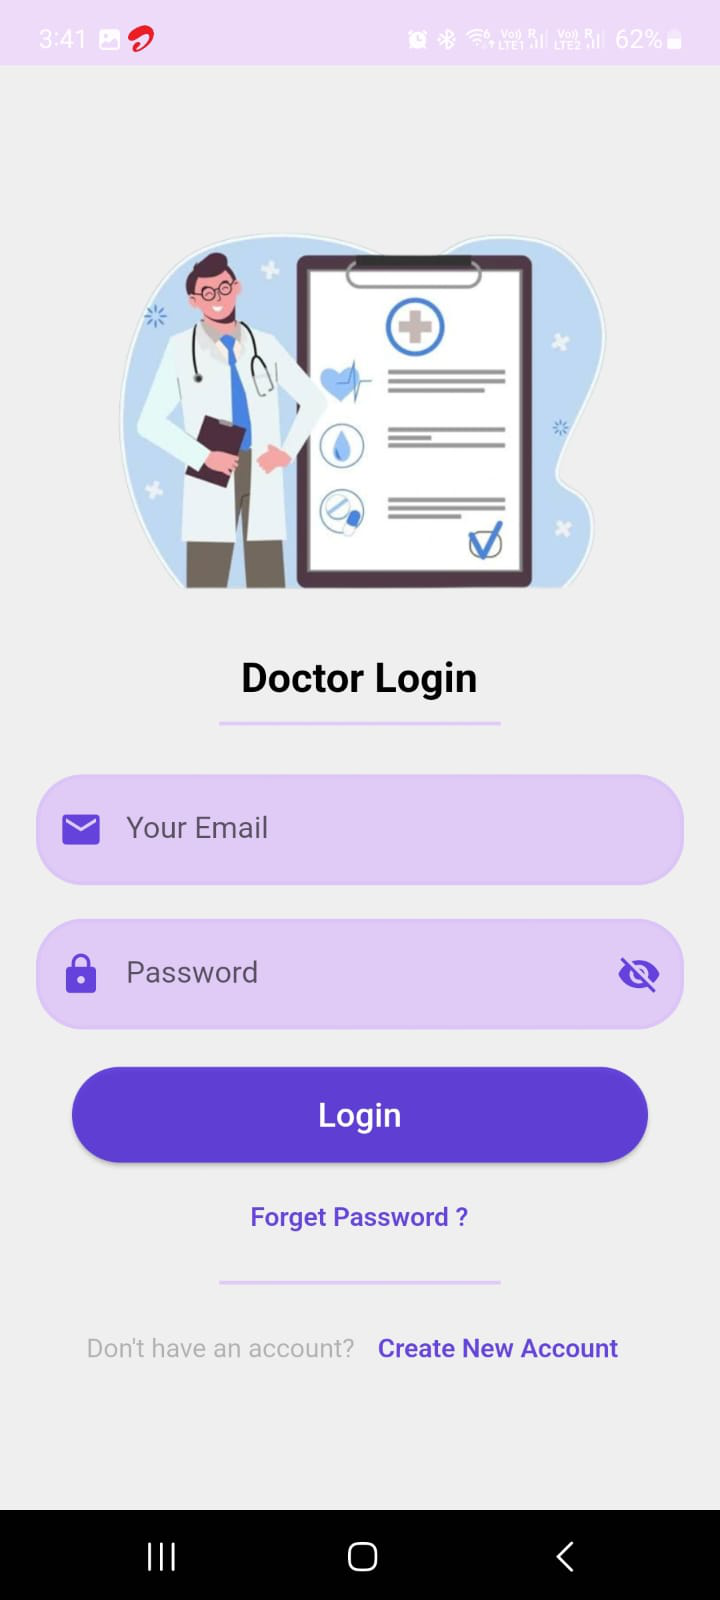 3:41 Vo)) LTE1 R Vo)) LTE2 R 62%
Doctor Login
Your Email
Password
Login
Forget Password ?
Don't have an account? Create New Account